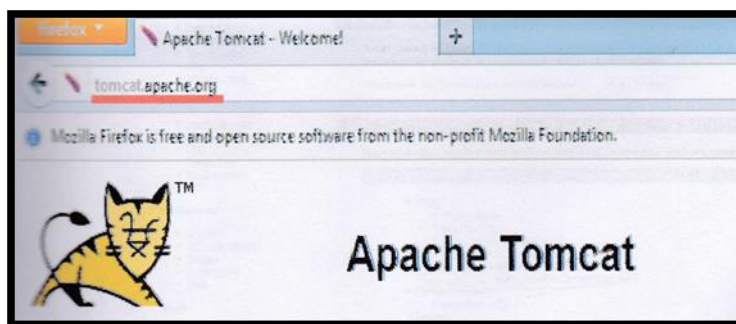 Firefox
Apache Tomcat - Welcome!
tomcat.apache.org
Mozilla Firefox is free and open source software from the non-profit Mozilla Foundation.
TM
Apache Tomcat